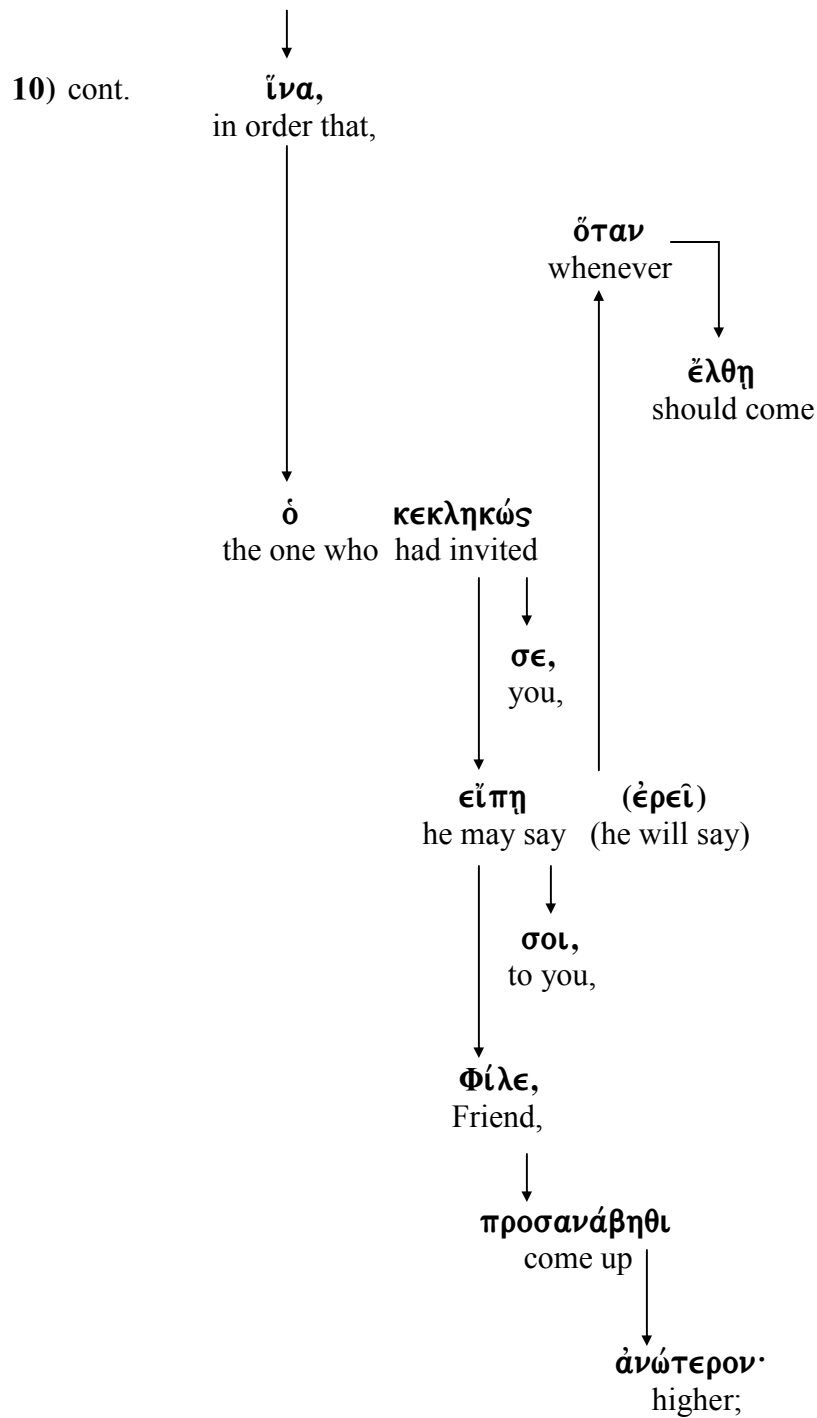 10) cont. ἵνα,
in order that,
ὅταν
whenever
ἔλθῃ
should come
ὁ κεκληκώς
the one who had invited
σε,
you,
εἴπῃ (ἐρεῖ)
he may say (he will say)
σοι,
to you,
Φίλε,
Friend,
προσανάβηθι
come up
ἀνώτερον·
higher;